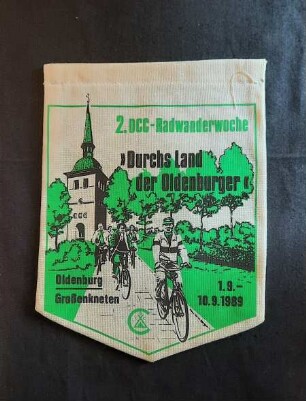 2. OCC-Radwanderwoche
»Durchs Land
der Oldenburger«
Oldenburg
Großenkneten
1.9.–
10.9.1989